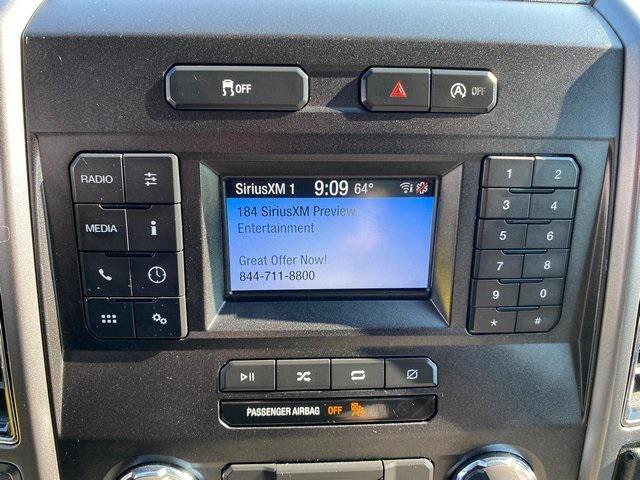 OFF
A OFF
RADIO
MEDIA
i
SiriusXM 1 9:09 64°
184 SiriusXM Preview
Entertainment
Great Offer Now!
844-711-8800
1 2
3 4
5 6
7 8
9 0
* #
PASSENGER AIRBAG OFF